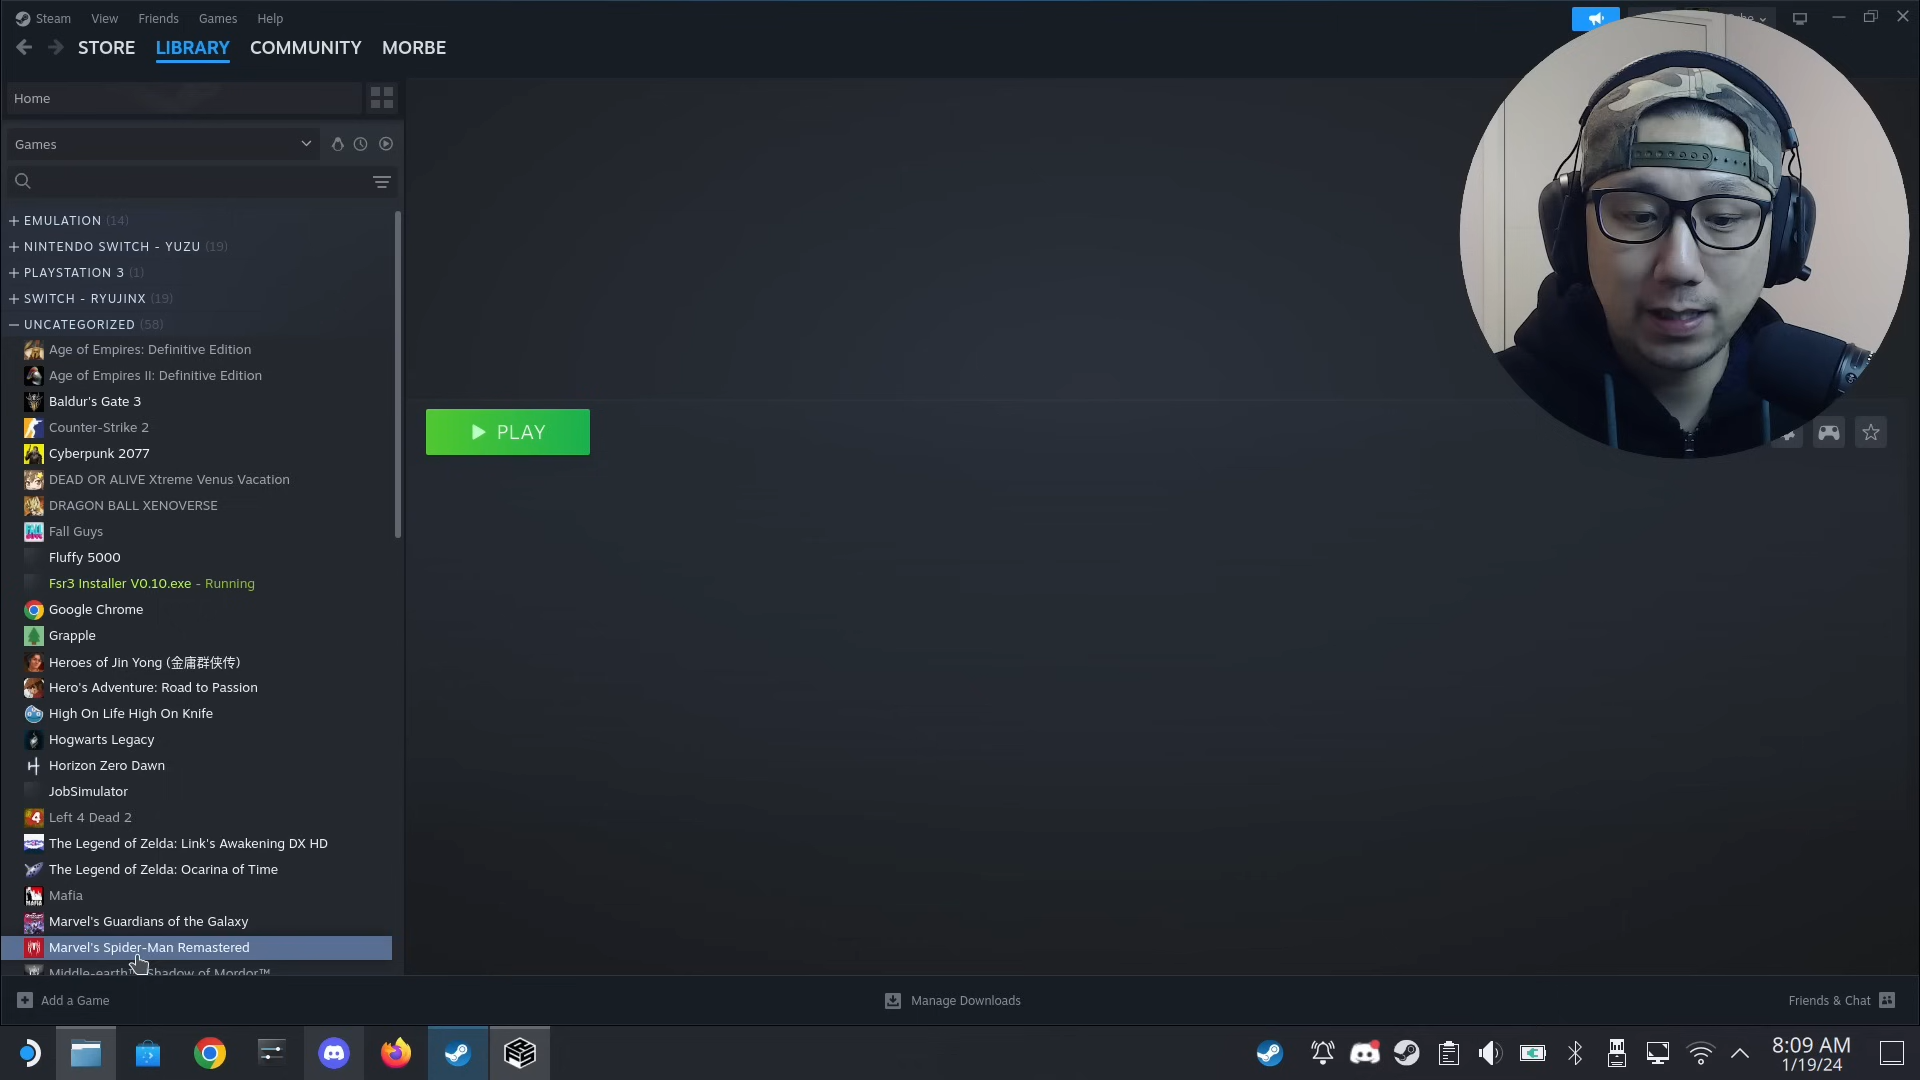 Steam View Friends Games Help
STORE LIBRARY COMMUNITY MORBE
Home
Games
+ EMULATION (14)
+ NINTENDO SWITCH - YUZU (19)
+ PLAYSTATION 3 (1)
+ SWITCH - RYUJINX (19)
− UNCATEGORIZED (58)
Age of Empires: Definitive Edition
Age of Empires II: Definitive Edition
Baldur's Gate 3
Counter-Strike 2
Cyberpunk 2077
DEAD OR ALIVE Xtreme Venus Vacation
DRAGON BALL XENOVERSE
Fall Guys
Fluffy 5000
Fsr3 Installer V0.10.exe - Running
Google Chrome
Grapple
Heroes of Jin Yong (金庸群侠传)
Hero's Adventure: Road to Passion
High On Life High On Knife
Hogwarts Legacy
Horizon Zero Dawn
JobSimulator
Left 4 Dead 2
The Legend of Zelda: Link's Awakening DX HD
The Legend of Zelda: Ocarina of Time
Mafia
Marvel's Guardians of the Galaxy
Marvel's Spider-Man Remastered
Middle-earth™: Shadow of Mordor™
PLAY
Add a Game
Manage Downloads
Friends & Chat
8:09 AM
1/19/24